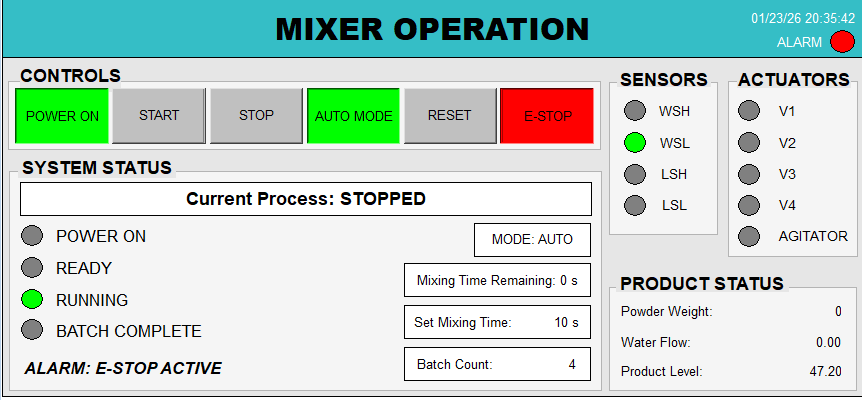 MIXER OPERATION
01/23/26 20:35:42
ALARM
CONTROLS
POWER ON
START
STOP
AUTO MODE
RESET
E-STOP
SYSTEM STATUS
Current Process: STOPPED
POWER ON
READY
RUNNING
BATCH COMPLETE
ALARM: E-STOP ACTIVE
MODE: AUTO
Mixing Time Remaining: 0 s
Set Mixing Time: 10 s
Batch Count: 4
SENSORS
WSH
WSL
LSH
LSL
ACTUATORS
V1
V2
V3
V4
AGITATOR
PRODUCT STATUS
Powder Weight: 0
Water Flow: 0.00
Product Level: 47.20